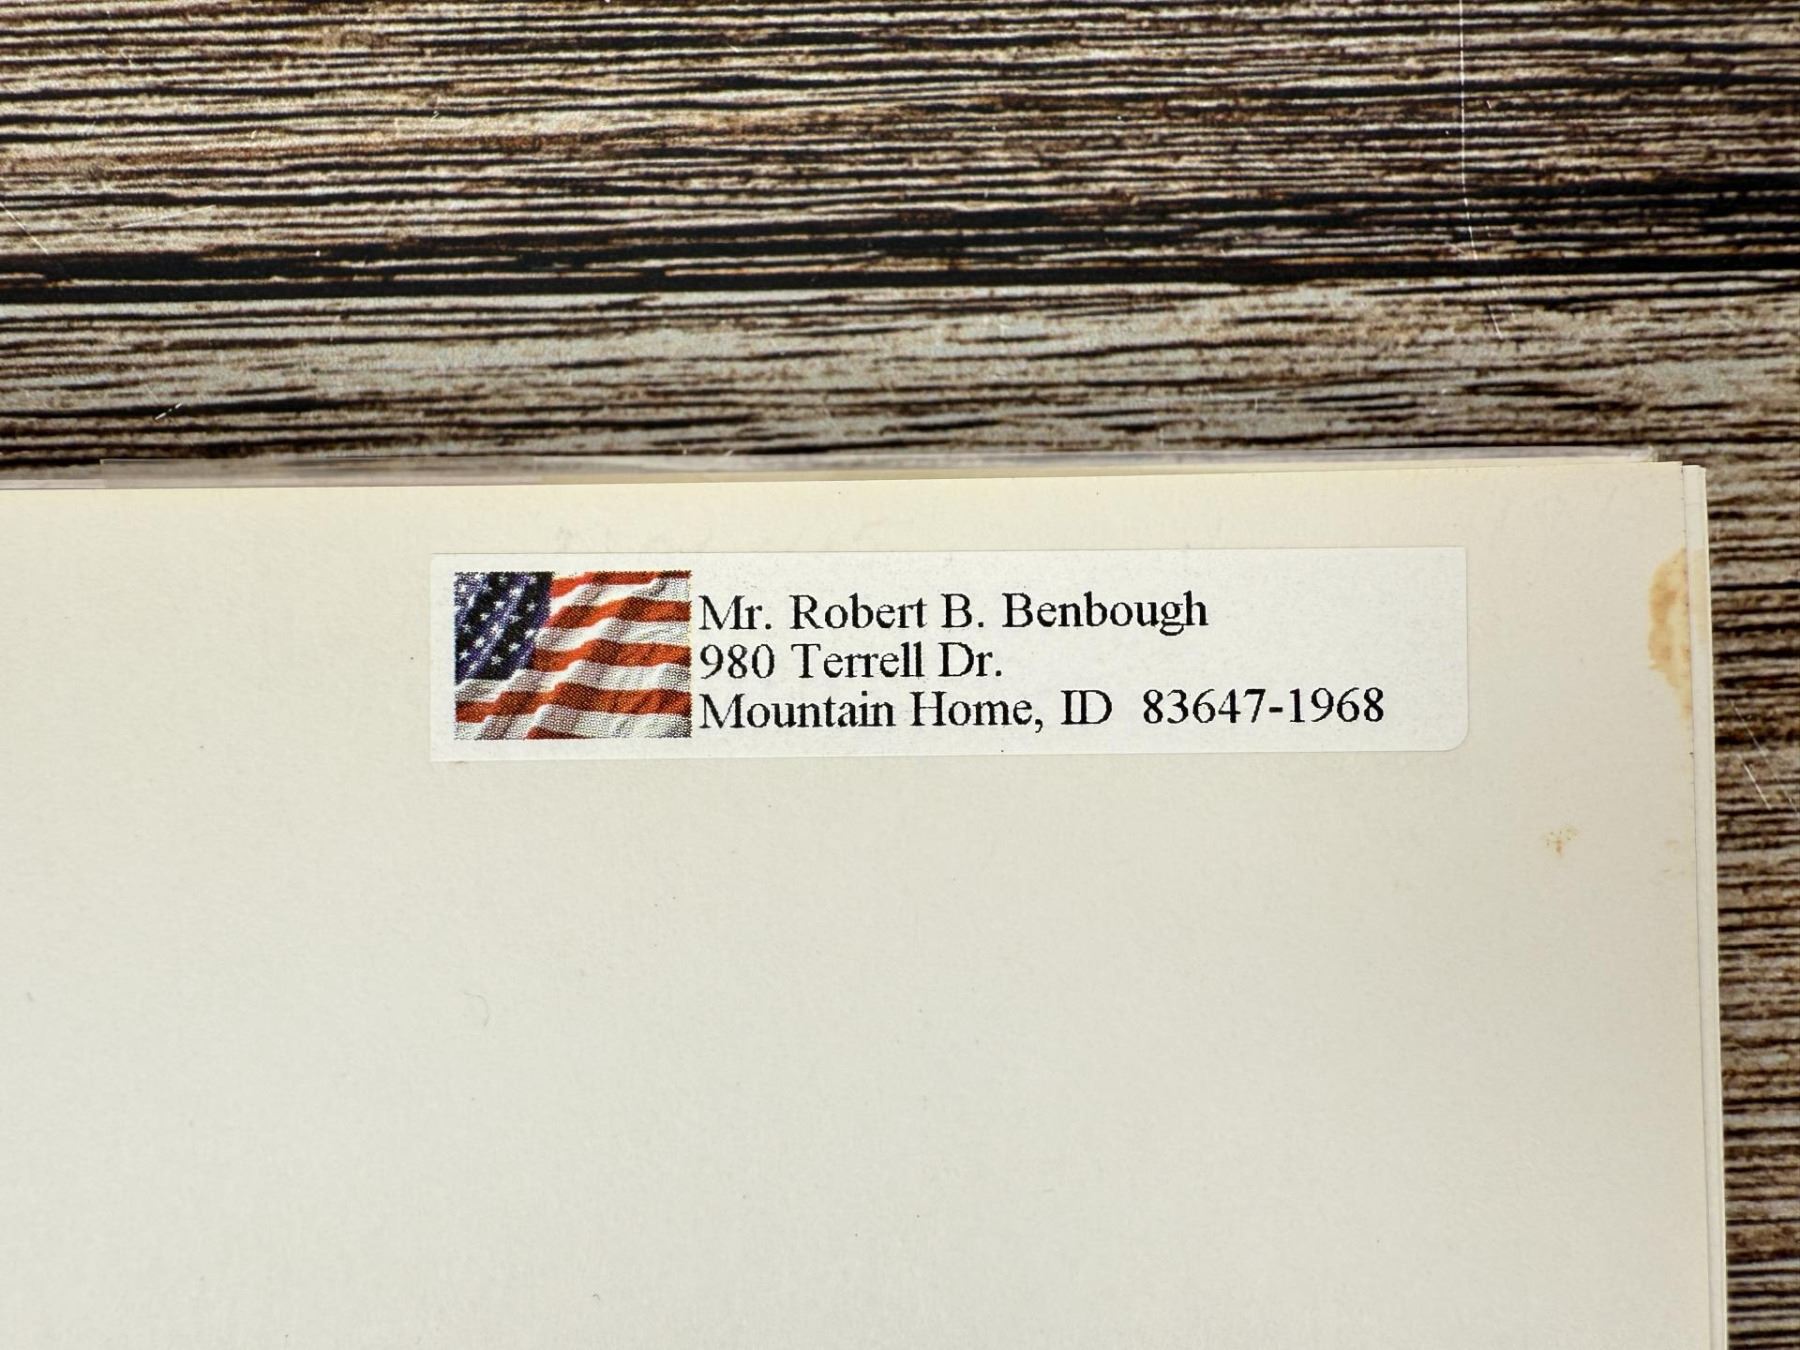 Mr. Robert B. Benbough
980 Terrell Dr.
Mountain Home, ID  83647-1968